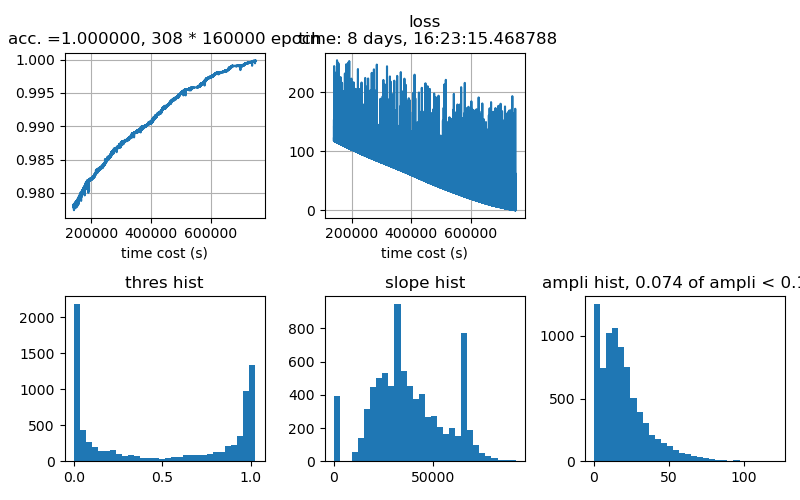 acc. =1.000000, 308 * 160000 epoch
loss
time: 8 days, 16:23:15.468788
1.000
0.995
0.990
0.985
0.980
200000 400000 600000
time cost (s)
200
100
0
200000 400000 600000
time cost (s)
thres hist
2000
1500
1000
500
0
0.0 0.5 1.0
slope hist
800
600
400
200
0
0 50000
ampli hist, 0.074 of ampli < 0.1
1000
500
0
0 50 100